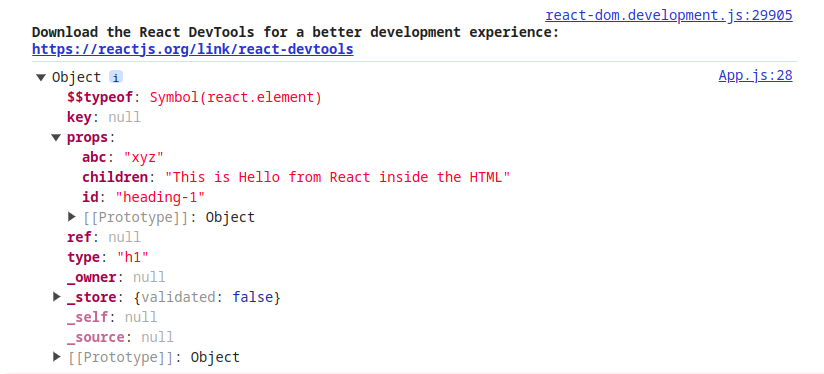 react-dom.development.js:29905
Download the React DevTools for a better development experience:
https://reactjs.org/link/react-devtools
Object i App.js:28
$$typeof: Symbol(react.element)
key: null
props:
abc: "xyz"
children: "This is Hello from React inside the HTML"
id: "heading-1"
[[Prototype]]: Object
ref: null
type: "h1"
_owner: null
_store: {validated: false}
_self: null
_source: null
[[Prototype]]: Object